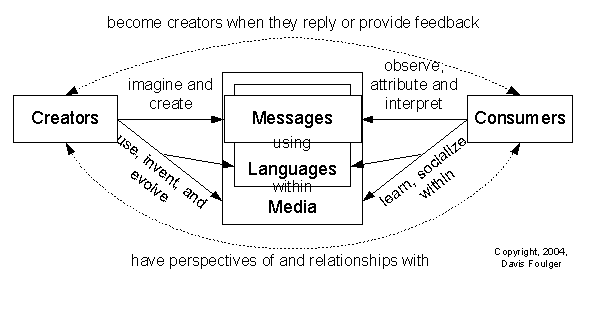 become creators when they reply or provide feedback
imagine and
create
observe,
attribute and
interpret
Creators
Messages
Consumers
using
Languages
within
Media
use, invent, and
evolve
learn, socialize
within
have perspectives of and relationships with
Copyright, 2004,
Davis Foulger